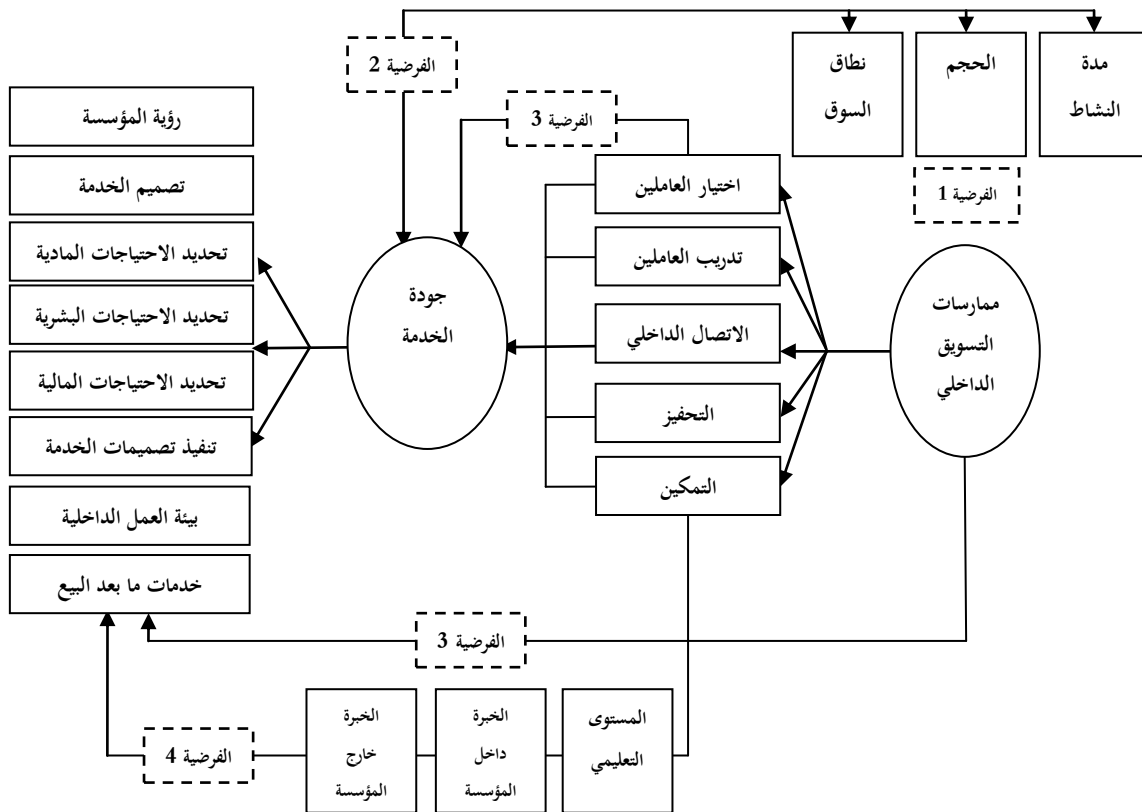 مدة
النشاط
الحجم
نطاق
السوق
الفرضية 2
الفرضية 3
الفرضية 1
اختيار العاملين
تدريب العاملين
الاتصال الداخلي
التحفيز
التمكين
ممارسات
التسويق
الداخلي
جودة
الخدمة
رؤية المؤسسة
تصميم الخدمة
تحديد الاحتياجات المادية
تحديد الاحتياجات البشرية
تحديد الاحتياجات المالية
تنفيذ تصميمات الخدمة
بيئة العمل الداخلية
خدمات ما بعد البيع
الفرضية 3
المستوى
التعليمي
الخبرة
داخل
المؤسسة
الخبرة
خارج
المؤسسة
الفرضية 4